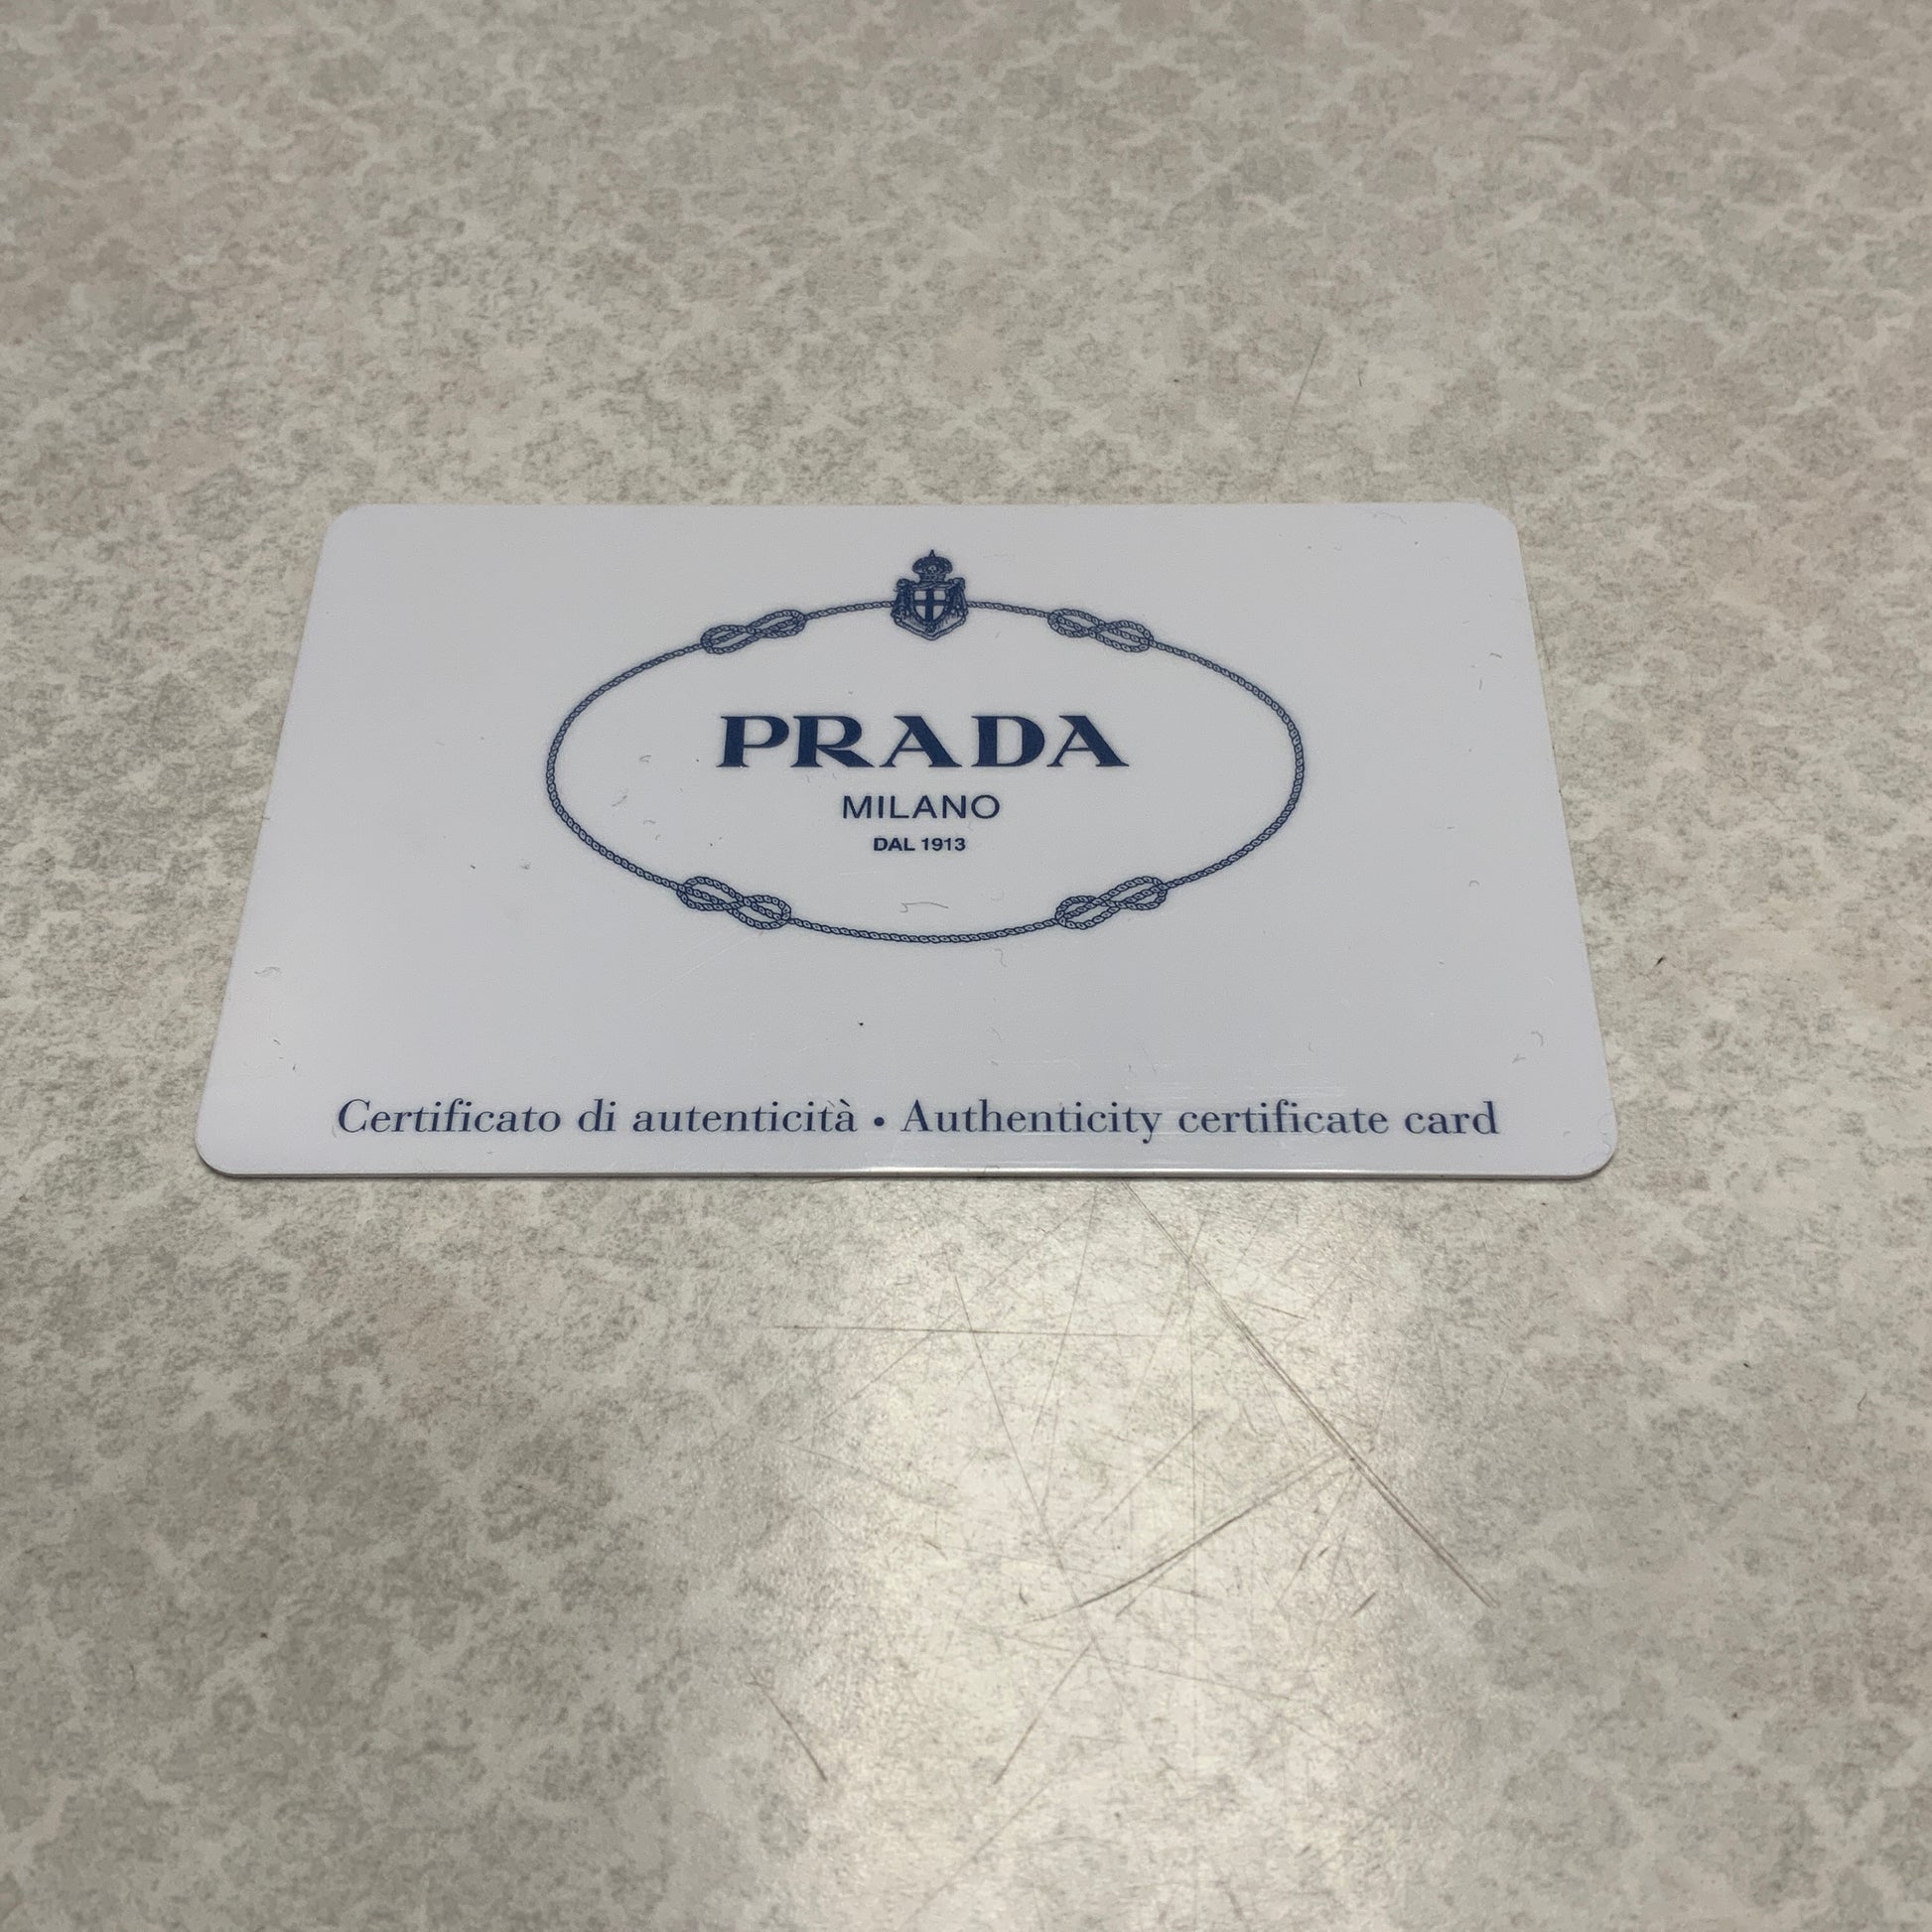 PRADA
MILANO
DAL 1913
Certificato di autenticità • Authenticity certificate card